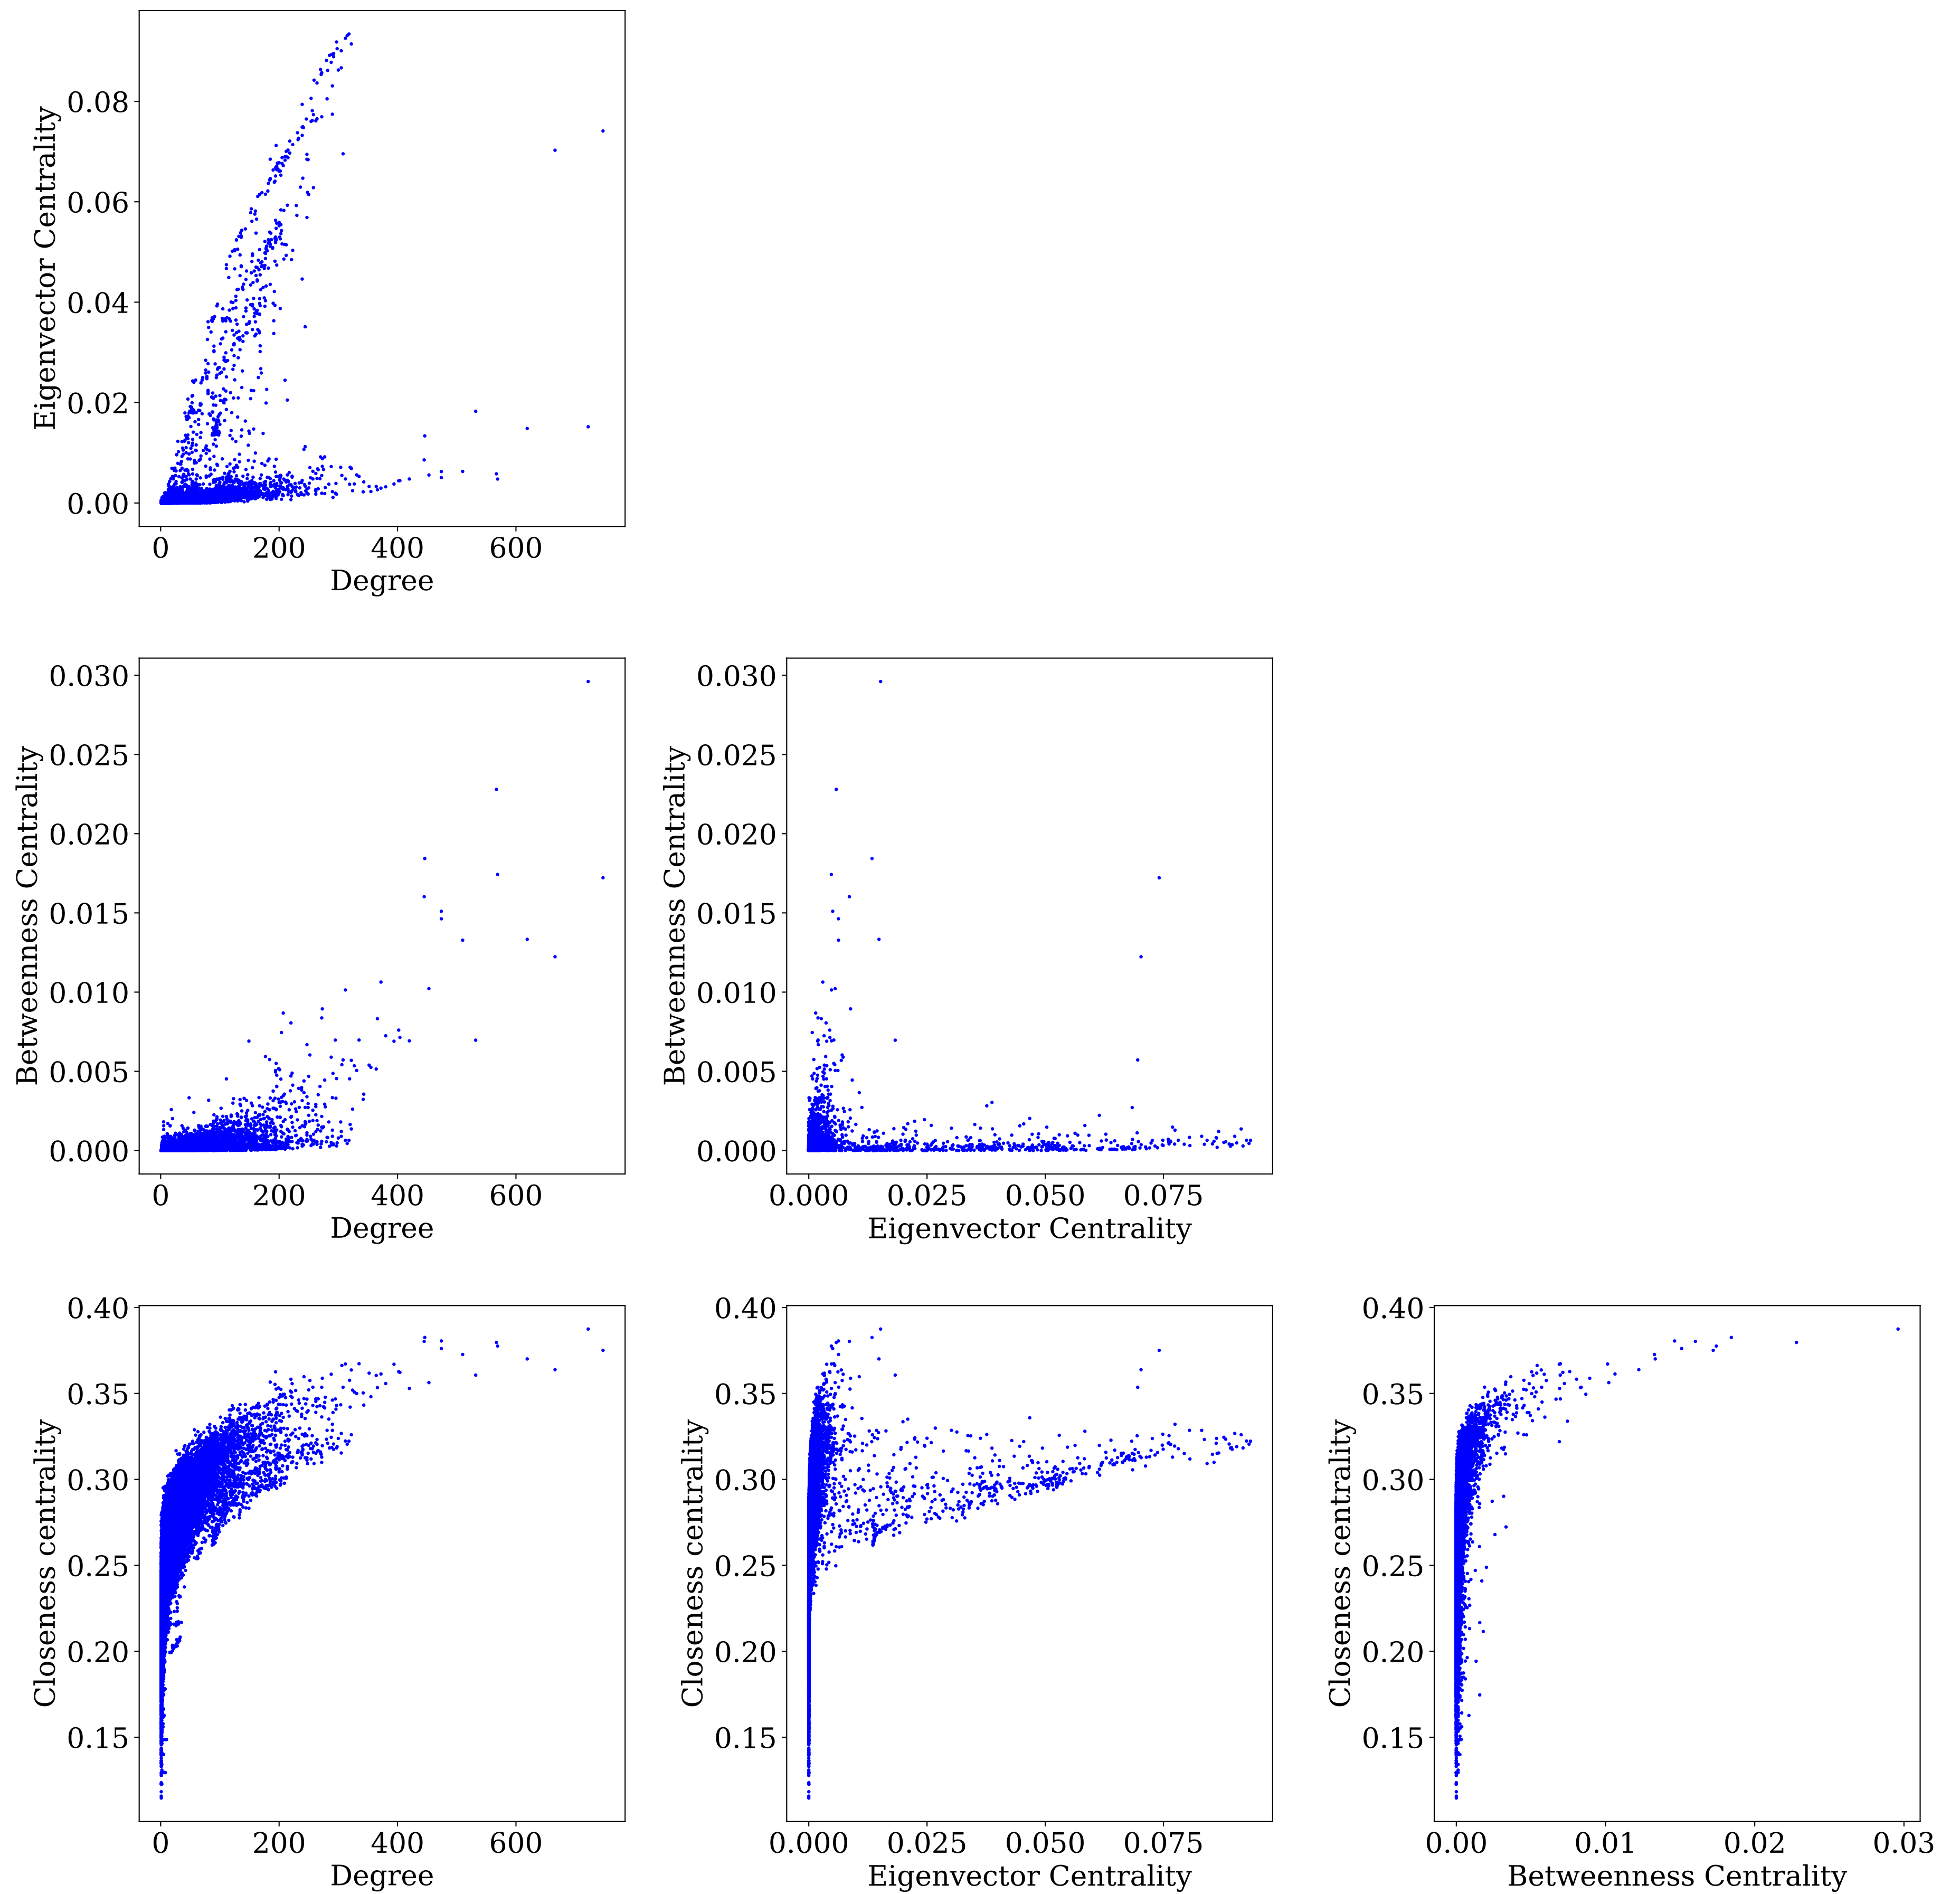 Eigenvector Centrality
0.08
0.06
0.04
0.02
0.00
0 200 400 600
Degree
Betweenness Centrality
0.030
0.025
0.020
0.015
0.010
0.005
0.000
0 200 400 600
Degree
Betweenness Centrality
0.030
0.025
0.020
0.015
0.010
0.005
0.000
0.000 0.025 0.050 0.075
Eigenvector Centrality
Closeness centrality
0.40
0.35
0.30
0.25
0.20
0.15
0 200 400 600
Degree
Closeness centrality
0.40
0.35
0.30
0.25
0.20
0.15
0.000 0.025 0.050 0.075
Eigenvector Centrality
Closeness centrality
0.40
0.35
0.30
0.25
0.20
0.15
0.00 0.01 0.02 0.03
Betweenness Centrality